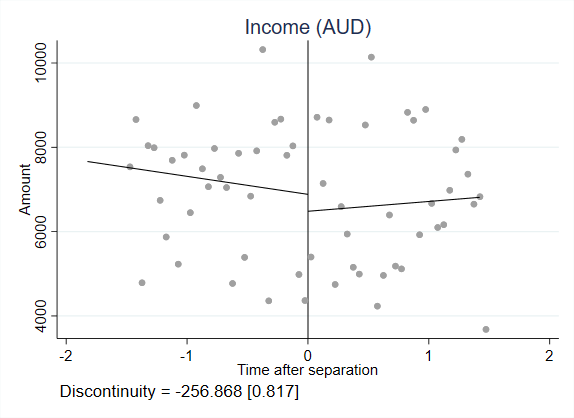 Income (AUD)
Amount
10000
8000
6000
4000
-2 -1 0 1 2
Time after separation
Discontinuity = -256.868 [0.817]